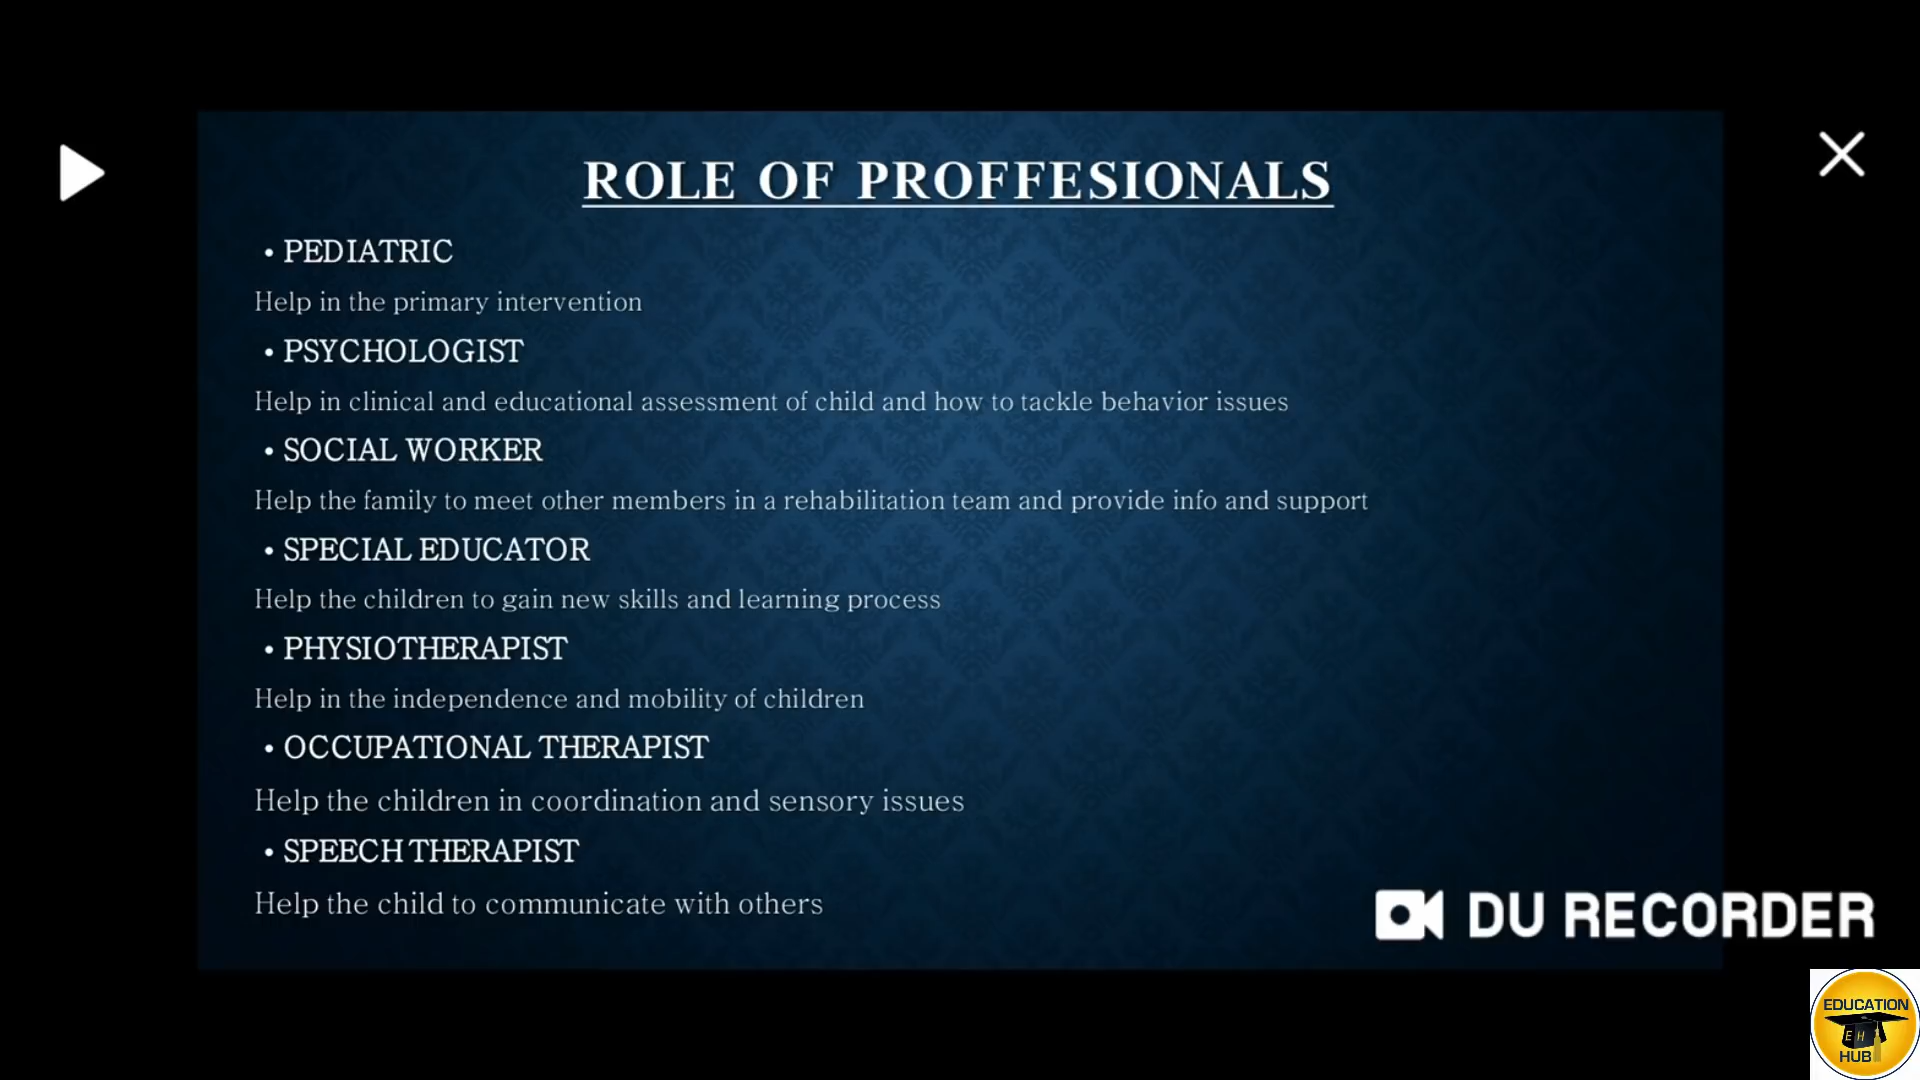 ROLE OF PROFFESIONALS
• PEDIATRIC
Help in the primary intervention
• PSYCHOLOGIST
Help in clinical and educational assessment of child and how to tackle behavior issues
• SOCIAL WORKER
Help the family to meet other members in a rehabilitation team and provide info and support
• SPECIAL EDUCATOR
Help the children to gain new skills and learning process
• PHYSIOTHERAPIST
Help in the independence and mobility of children
• OCCUPATIONAL THERAPIST
Help the children in coordination and sensory issues
• SPEECH THERAPIST
Help the child to communicate with others
DU RECORDER
EDUCATION
E H
HUB